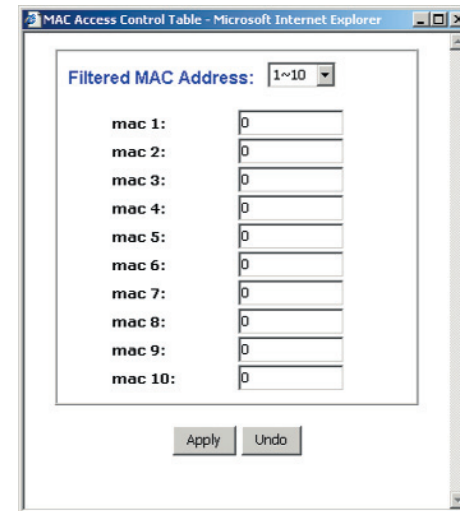 MAC Access Control Table - Microsoft Internet Explorer
Filtered MAC Address: 1~10
mac 1: 0
mac 2: 0
mac 3: 0
mac 4: 0
mac 5: 0
mac 6: 0
mac 7: 0
mac 8: 0
mac 9: 0
mac 10: 0
Apply Undo